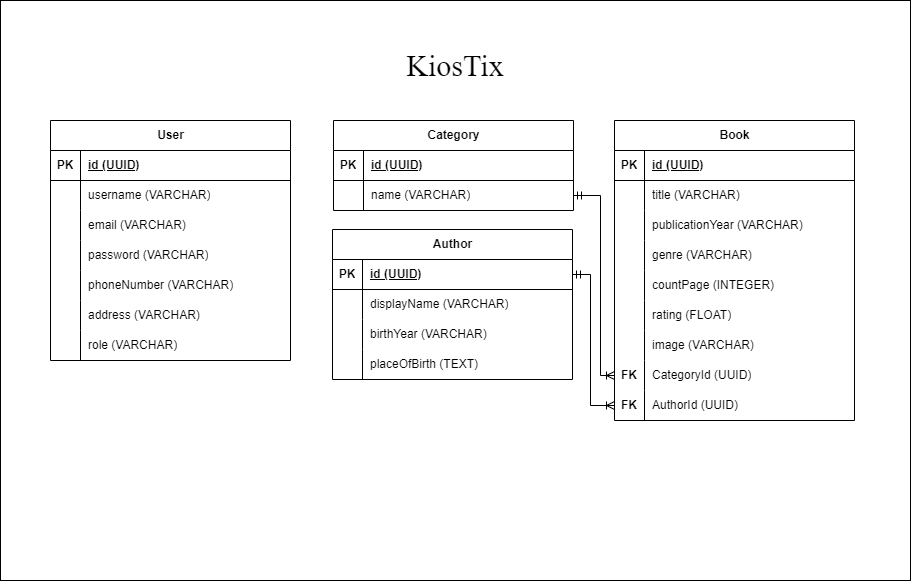 KiosTix
User
PK id (UUID)
username (VARCHAR)
email (VARCHAR)
password (VARCHAR)
phoneNumber (VARCHAR)
address (VARCHAR)
role (VARCHAR)
Category
PK id (UUID)
name (VARCHAR)
Author
PK id (UUID)
displayName (VARCHAR)
birthYear (VARCHAR)
placeOfBirth (TEXT)
Book
PK id (UUID)
title (VARCHAR)
publicationYear (VARCHAR)
genre (VARCHAR)
countPage (INTEGER)
rating (FLOAT)
image (VARCHAR)
FK CategoryId (UUID)
FK AuthorId (UUID)